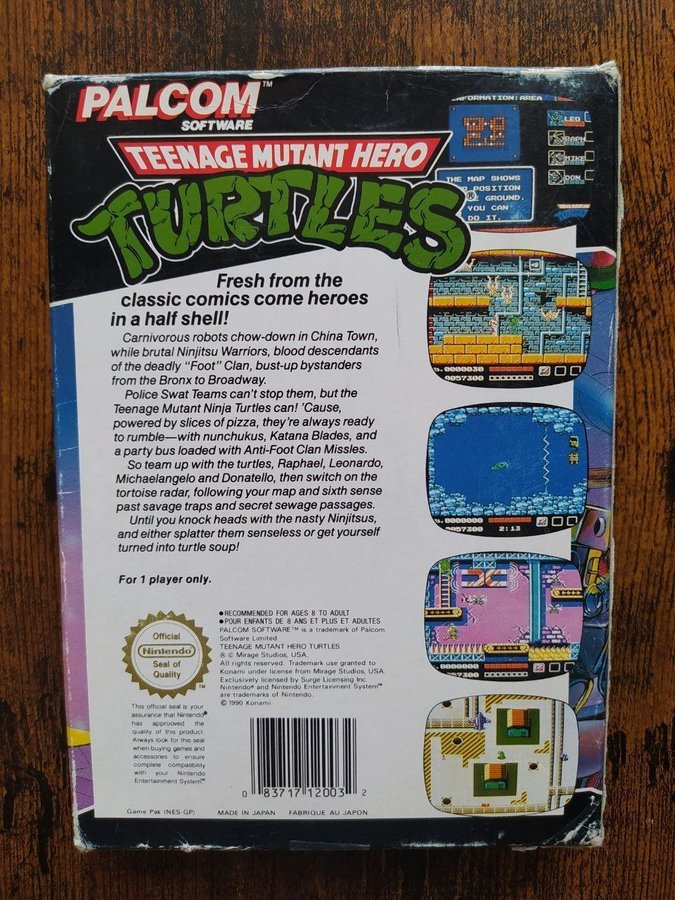 PALCOM™
SOFTWARE
TEENAGE MUTANT HERO
TURTLES®
INFORMATION AREA
LEO
RAPH
MIKE
DON
THE MAP SHOWS
POSITION
GROUND.
YOU CAN
DO IT.
Fresh from the
classic comics come heroes
in a half shell!
Carnivorous robots chow-down in China Town,
while brutal Ninjitsu Warriors, blood descendants
of the deadly “Foot” Clan, bust-up bystanders
from the Bronx to Broadway.
Police Swat Teams can’t stop them, but the
Teenage Mutant Ninja Turtles can! ’Cause,
powered by slices of pizza, they’re always ready
to rumble—with nunchukus, Katana Blades, and
a party bus loaded with Anti-Foot Clan Missles.
So team up with the turtles, Raphael, Leonardo,
Michaelangelo and Donatello, then switch on the
tortoise radar, following your map and sixth sense
past savage traps and secret sewage passages.
Until you knock heads with the nasty Ninjitsus,
and either splatter them senseless or get yourself
turned into turtle soup!
For 1 player only.
0000030
0057300
0000000
2:13
0057300
Official
Nintendo
Seal of
Quality
TM
This official seal is your
assurance that Nintendo®
has approved the
quality of this product.
Always look for this seal
when buying games and
accessories to ensure
complete compatibility
with your Nintendo
Entertainment System™
●RECOMMENDED FOR AGES 8 TO ADULT
●POUR ENFANTS DE 8 ANS ET PLUS ET ADULTES
PALCOM SOFTWARE™ is a trademark of Palcom
Software Limited.
TEENAGE MUTANT HERO TURTLES
® © Mirage Studios, USA.
All rights reserved. Trademark use granted to
Konami under license from Mirage Studios, USA.
Exclusively licensed by Surge Licensing Inc.
Nintendo® and Nintendo Entertainment System™
are trademarks of Nintendo.
© 1990 Konami
0 83717 12003 2
Game Pak (NES-GP) MADE IN JAPAN FABRIQUE AU JAPON